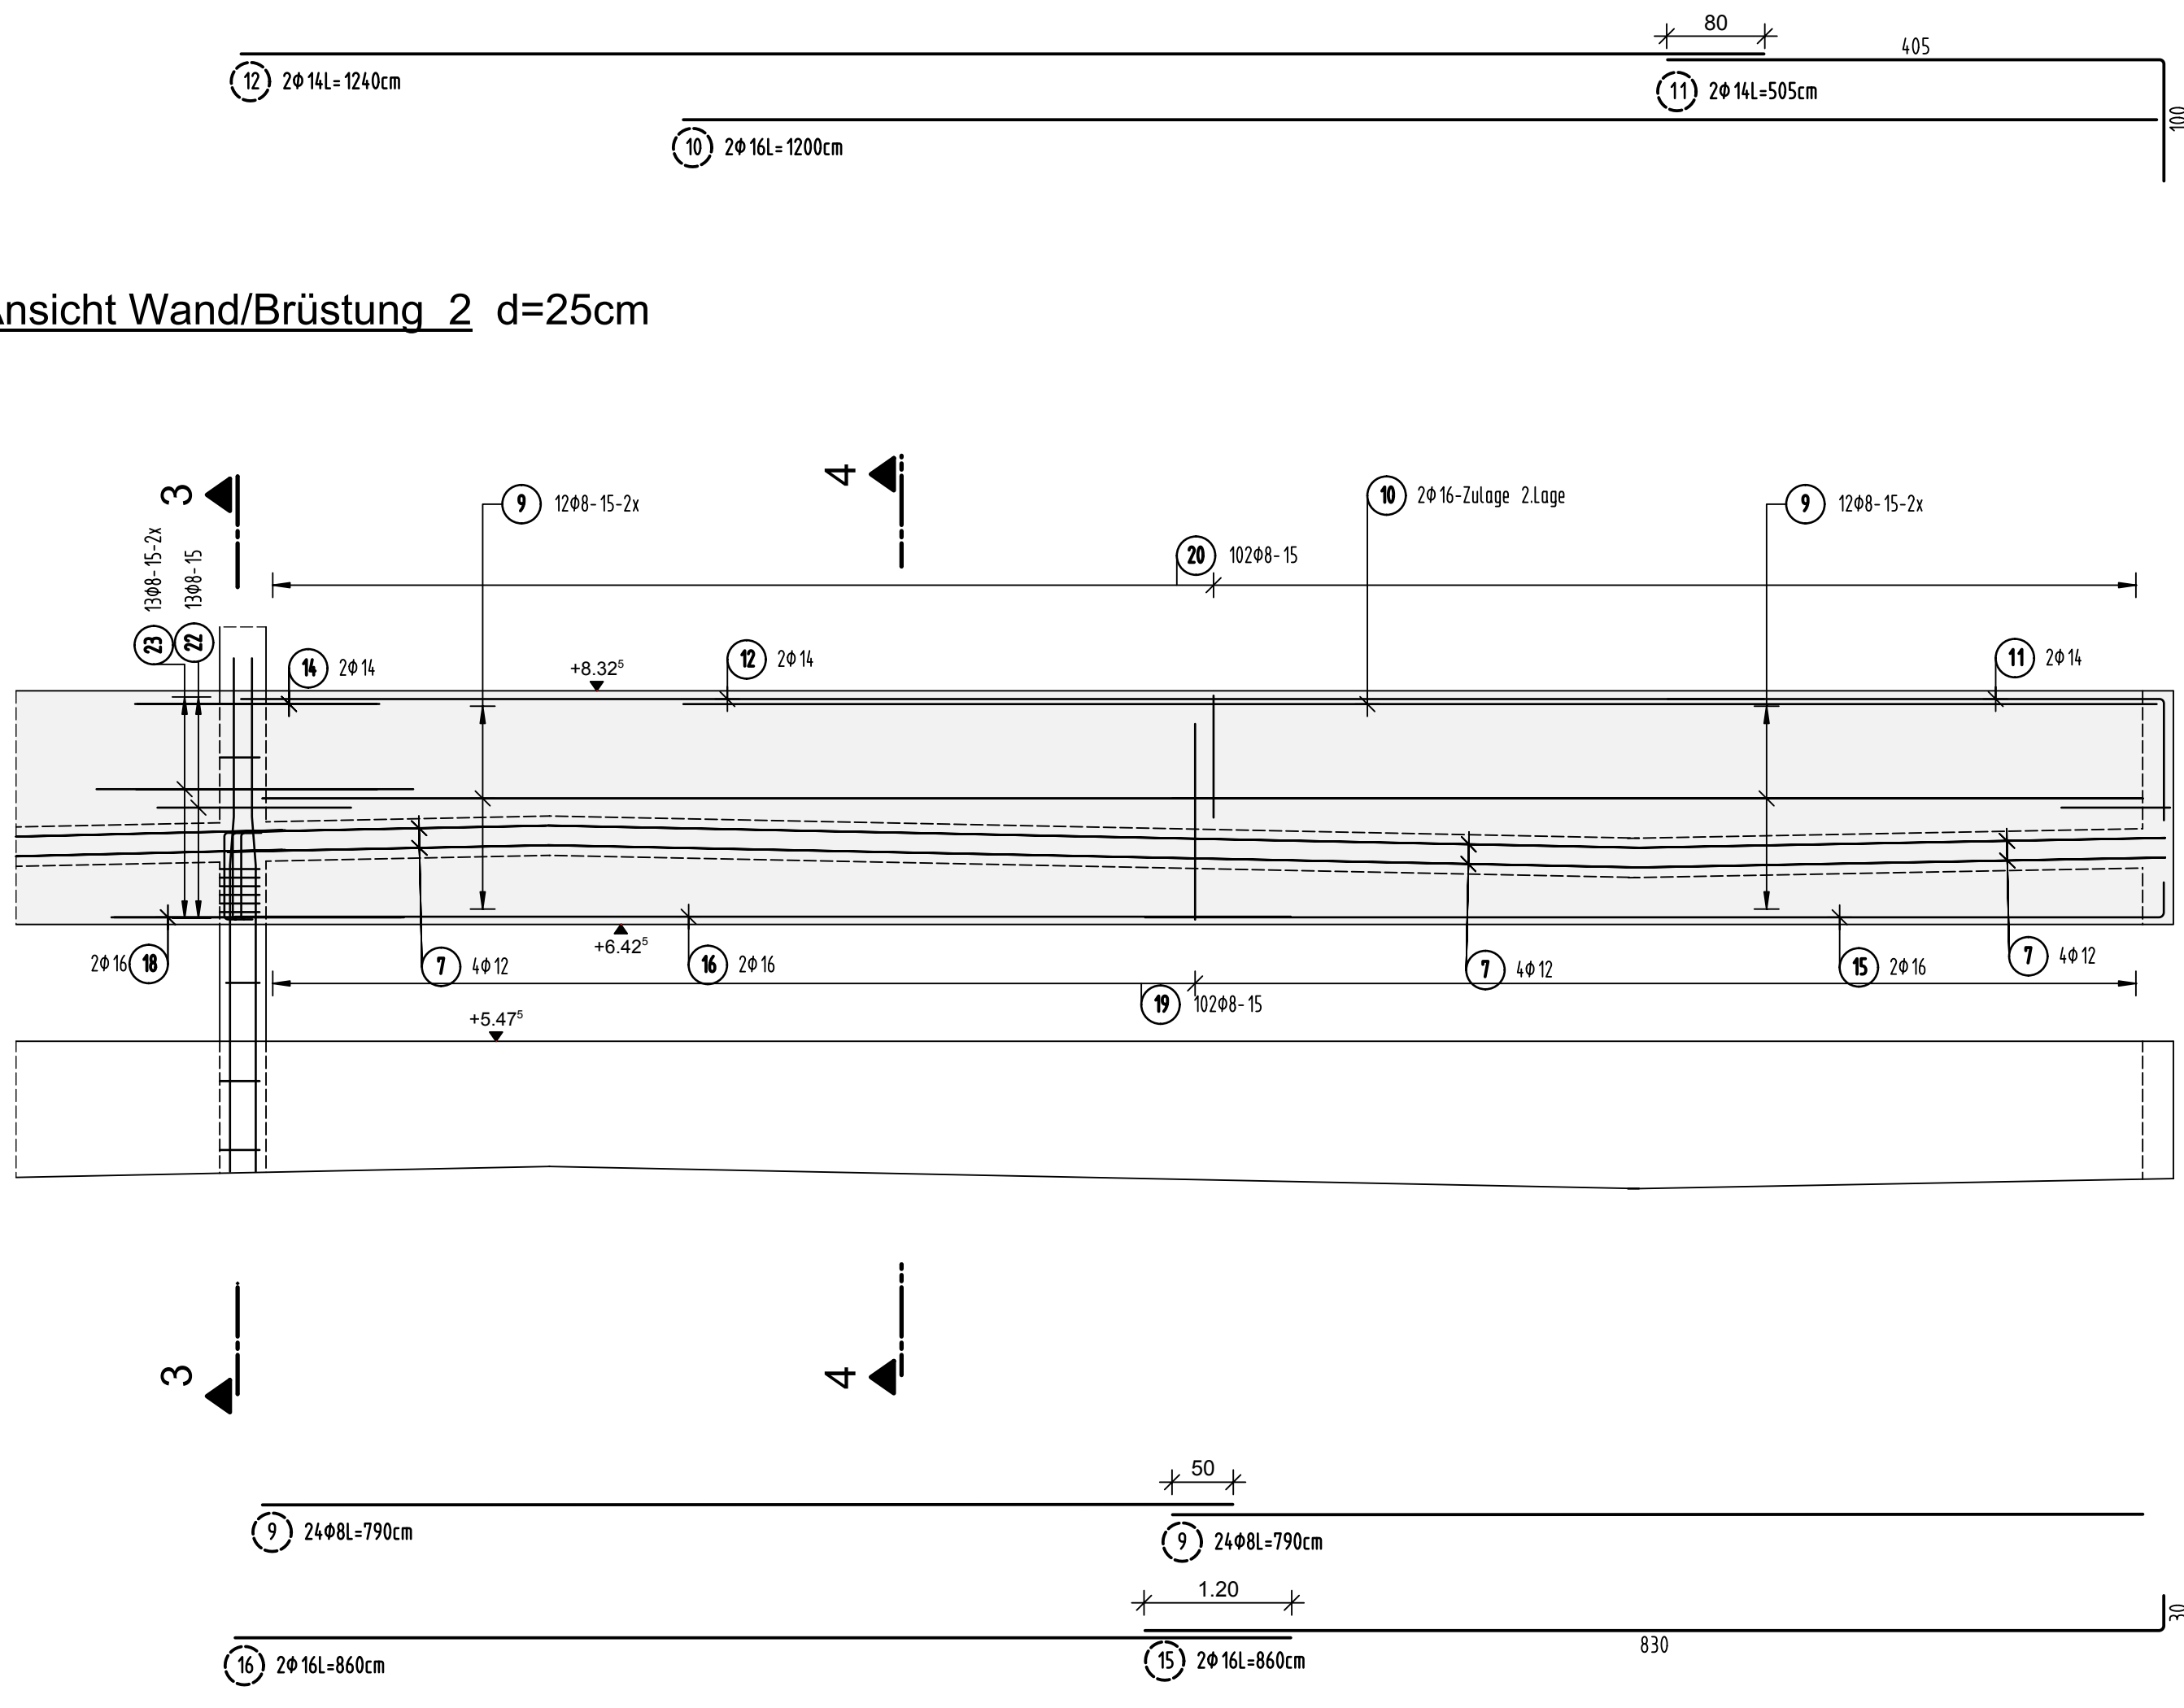 80
405
12 2Φ14L=1240cm
11 2Φ14L=505cm
100
10 2Φ16L=1200cm
nsicht Wand/Brüstung 2 d=25cm
3
4
9 12Φ8-15-2x
10 2Φ16-Zulage 2.Lage
9 12Φ8-15-2x
20 102Φ8-15
23 13Φ8-15-2x
22 13Φ8-15
14 2Φ14
+8.32⁵
12 2Φ14
11 2Φ14
+6.42⁵
2Φ16 18
7 4Φ12
16 2Φ16
7 4Φ12
15 2Φ16
7 4Φ12
19 102Φ8-15
+5.47⁵
3
4
50
9 24Φ8L=790cm
9 24Φ8L=790cm
1.20
30
830
16 2Φ16L=860cm
15 2Φ16L=860cm